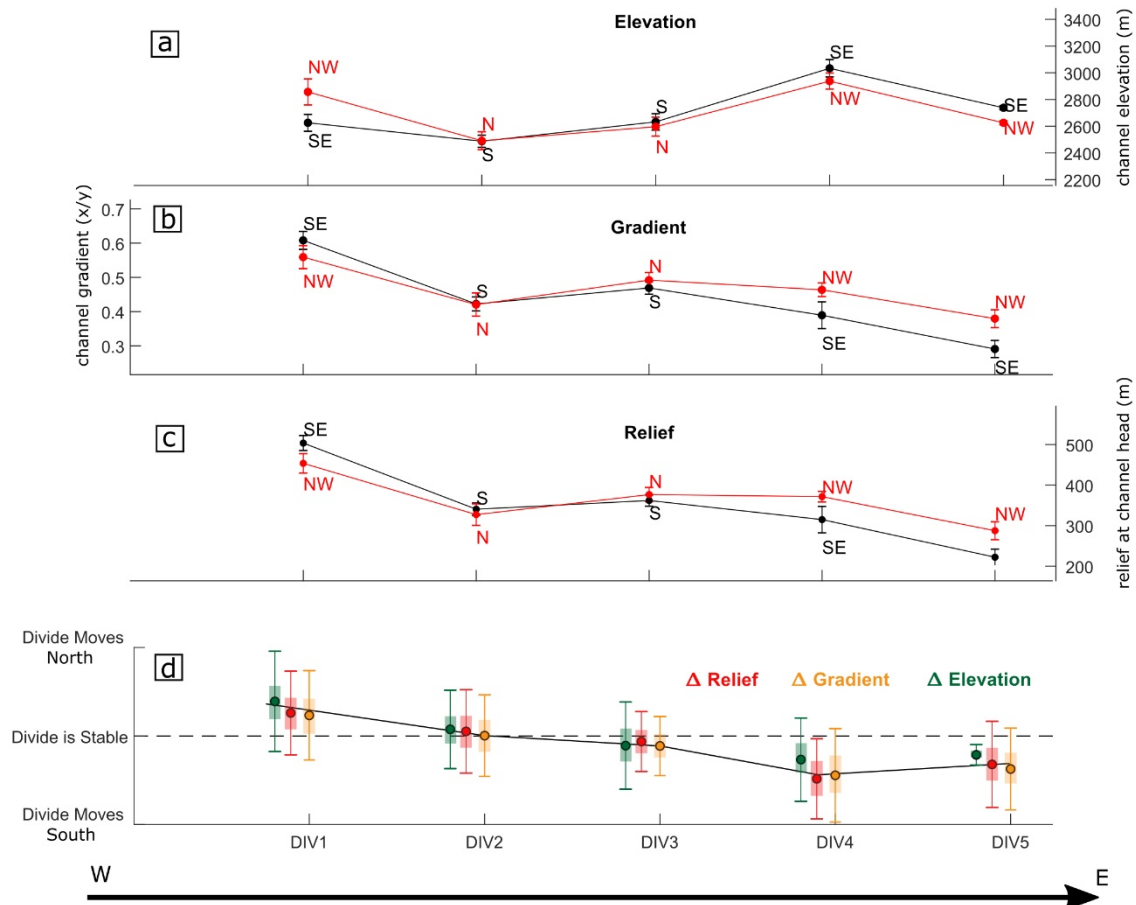 a
Elevation
3400
3200
3000
2800
2600
2400
2200
channel elevation (m)
NW
SE
N
S
S
N
SE
NW
SE
NW
b
Gradient
channel gradient (x/y)
0.7
0.6
0.5
0.4
0.3
SE
NW
S
N
N
S
NW
SE
NW
SE
c
Relief
500
400
300
200
relief at channel head (m)
SE
NW
S
N
N
S
NW
SE
NW
d
Divide Moves
North
Divide is Stable
Divide Moves
South
Δ Relief Δ Gradient Δ Elevation
DIV1 DIV2 DIV3 DIV4 DIV5
W E